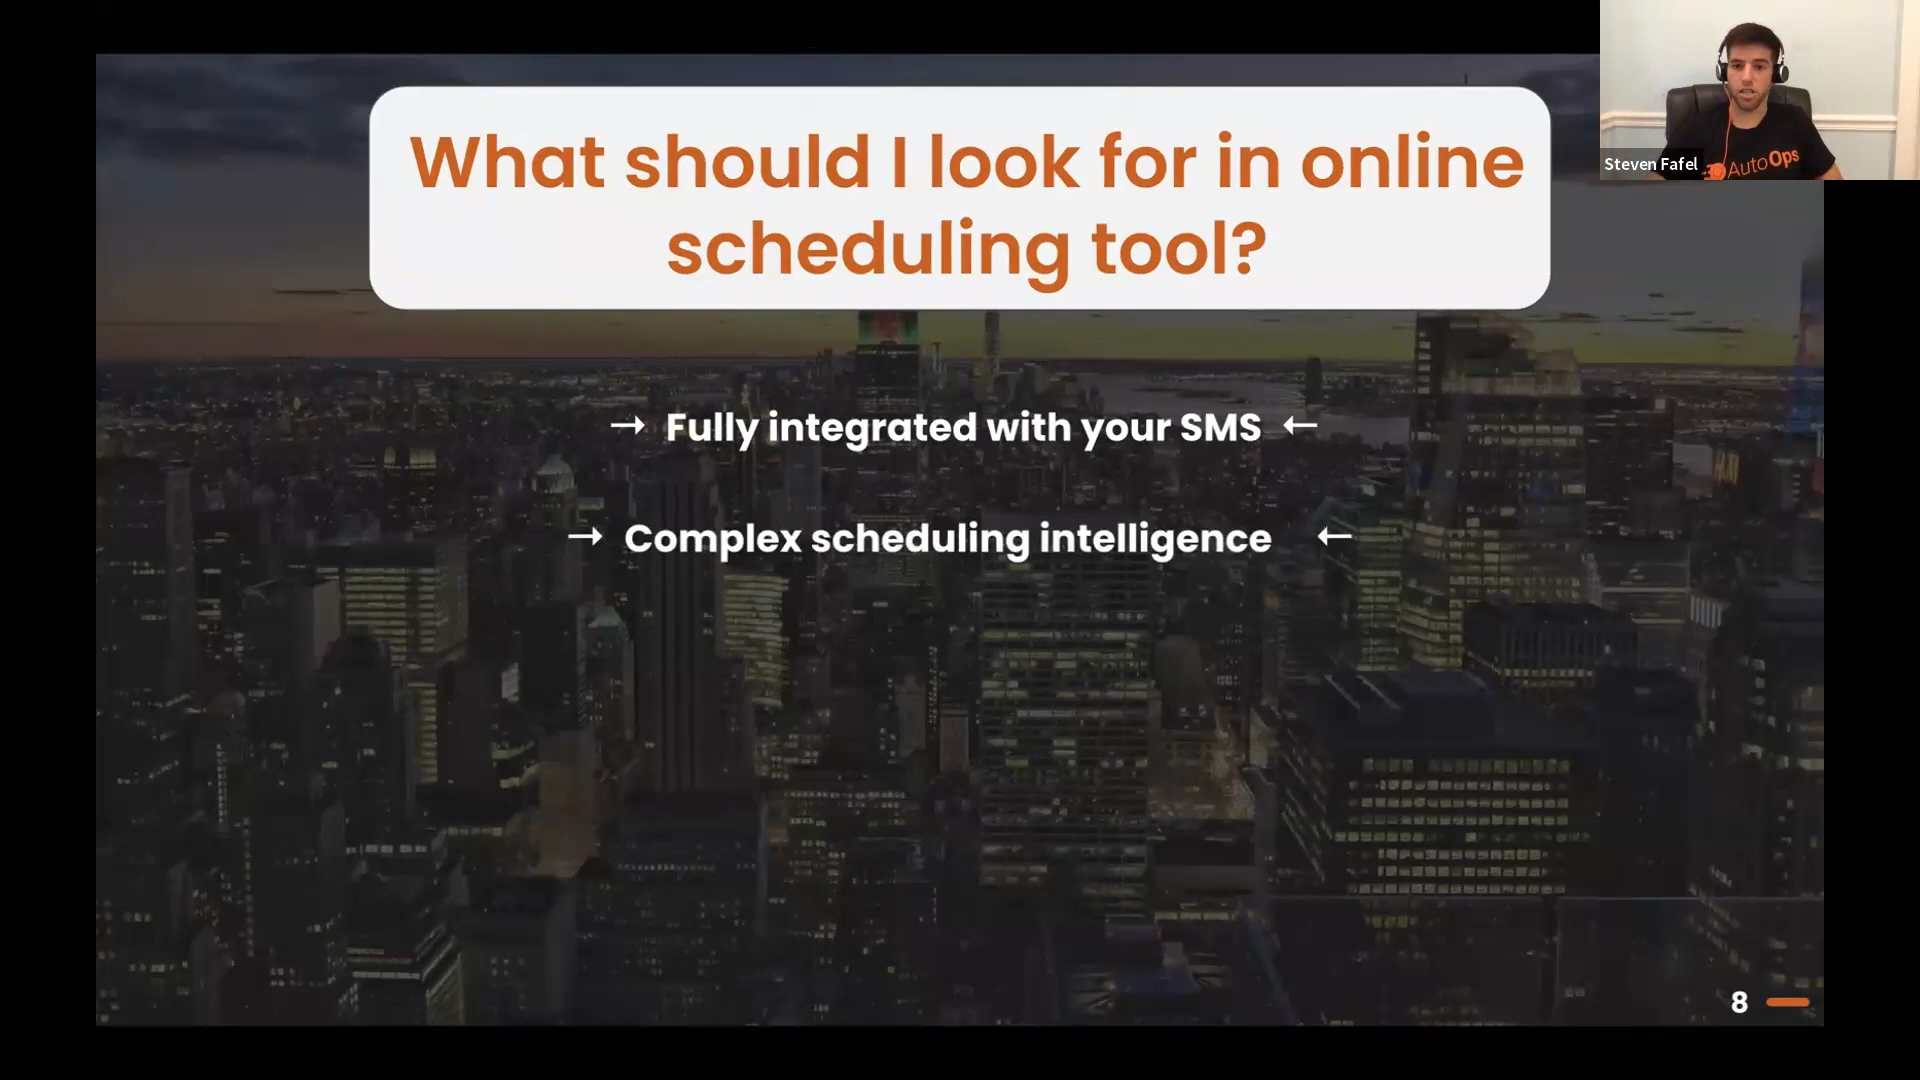 What should I look for in online
scheduling tool?
Steven Fafel
AutoOps
→ Fully integrated with your SMS ←
→ Complex scheduling intelligence ←
8